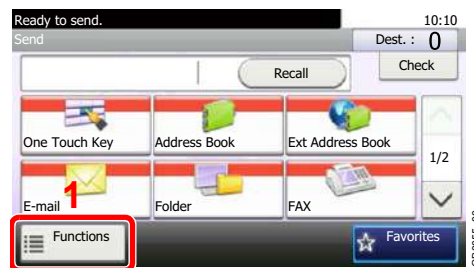 Ready to send. 10:10
Send Dest. : 0
Recall Check
One Touch Key Address Book Ext Address Book
1/2
E-mail 1 Folder FAX
Functions Favorites